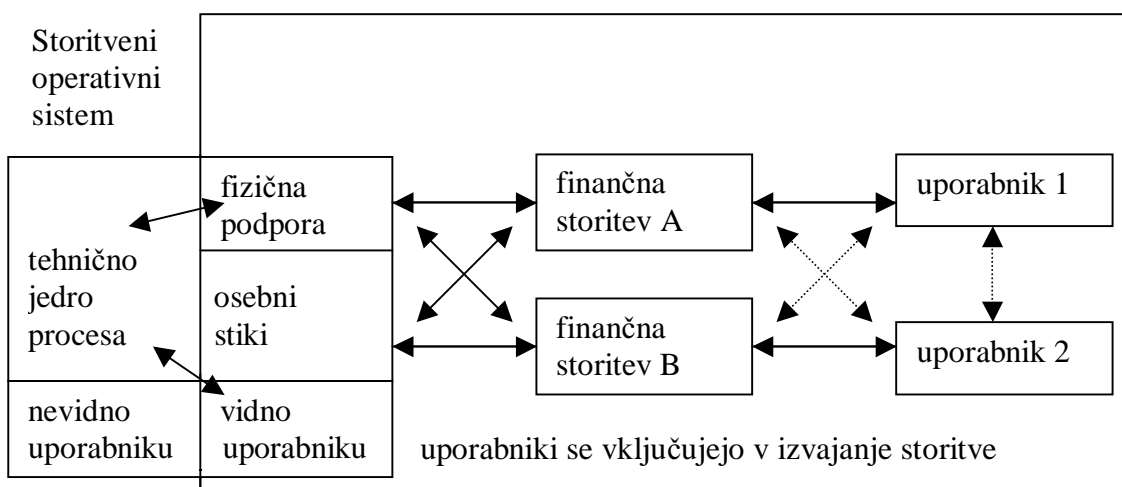 Storitveni
operativni
sistem
fizična
podpora
tehnično
jedro
procesa
osebni
stiki
nevidno
uporabniku
vidno
uporabniku
finančna
storitev A
finančna
storitev B
uporabnik 1
uporabnik 2
uporabniki se vključujejo v izvajanje storitve